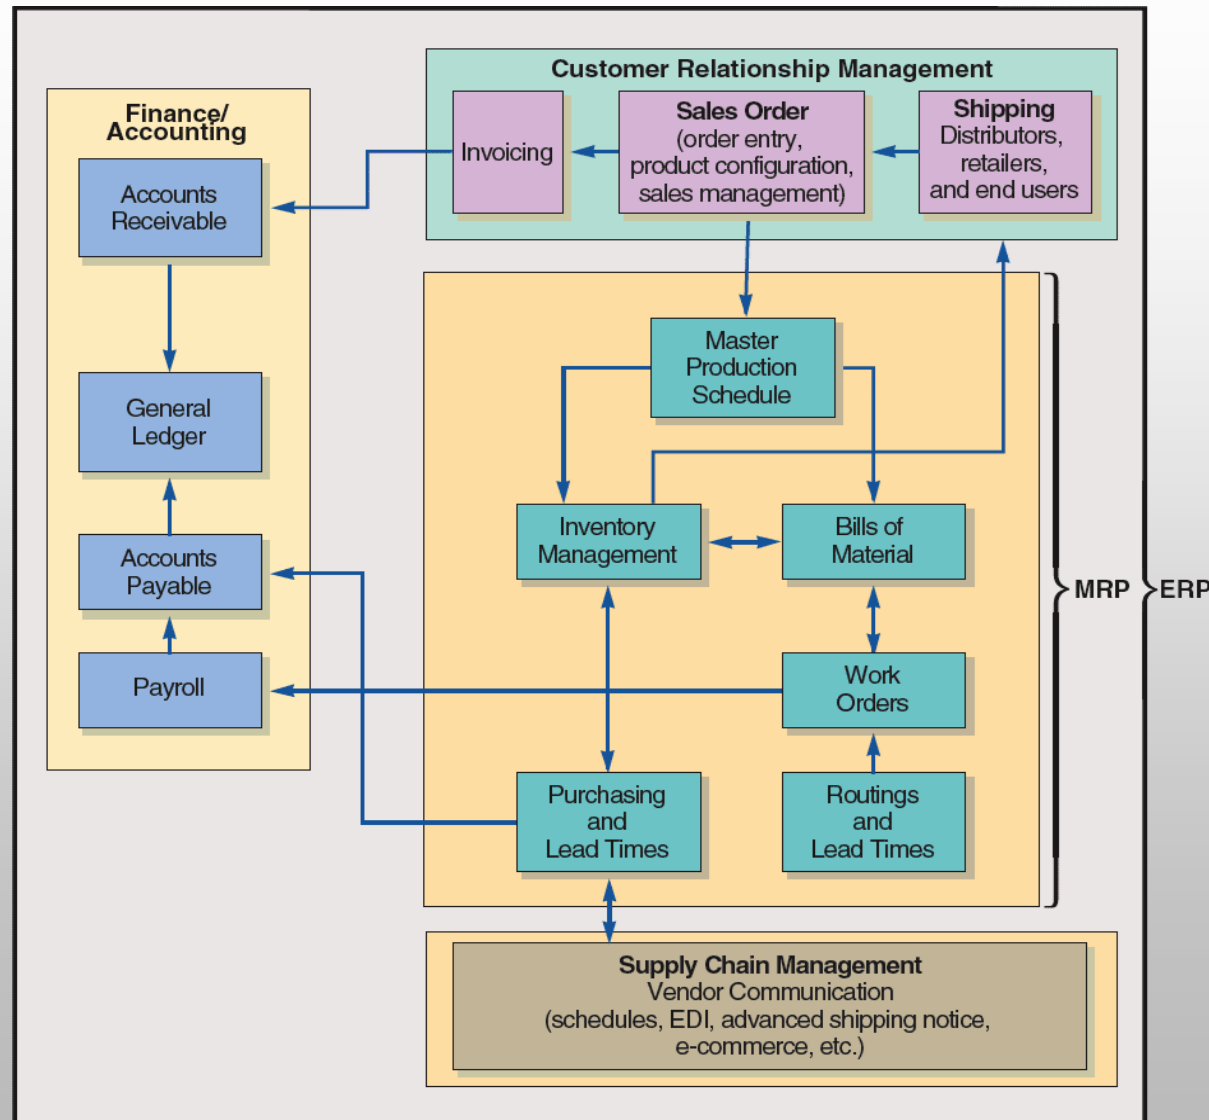 Customer Relationship Management
Finance/
Accounting
Invoicing
Sales Order
(order entry,
product configuration,
sales management)
Shipping
Distributors,
retailers,
and end users
Accounts
Receivable
General
Ledger
Accounts
Payable
Payroll
Master
Production
Schedule
Inventory
Management
Bills of
Material
Work
Orders
Purchasing
and
Lead Times
Routings
and
Lead Times
MRP
ERP
Supply Chain Management
Vendor Communication
(schedules, EDI, advanced shipping notice,
e-commerce, etc.)